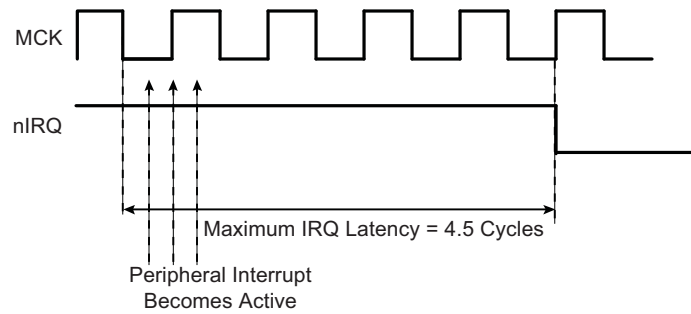 MCK
nIRQ
Maximum IRQ Latency = 4.5 Cycles
Peripheral Interrupt
Becomes Active